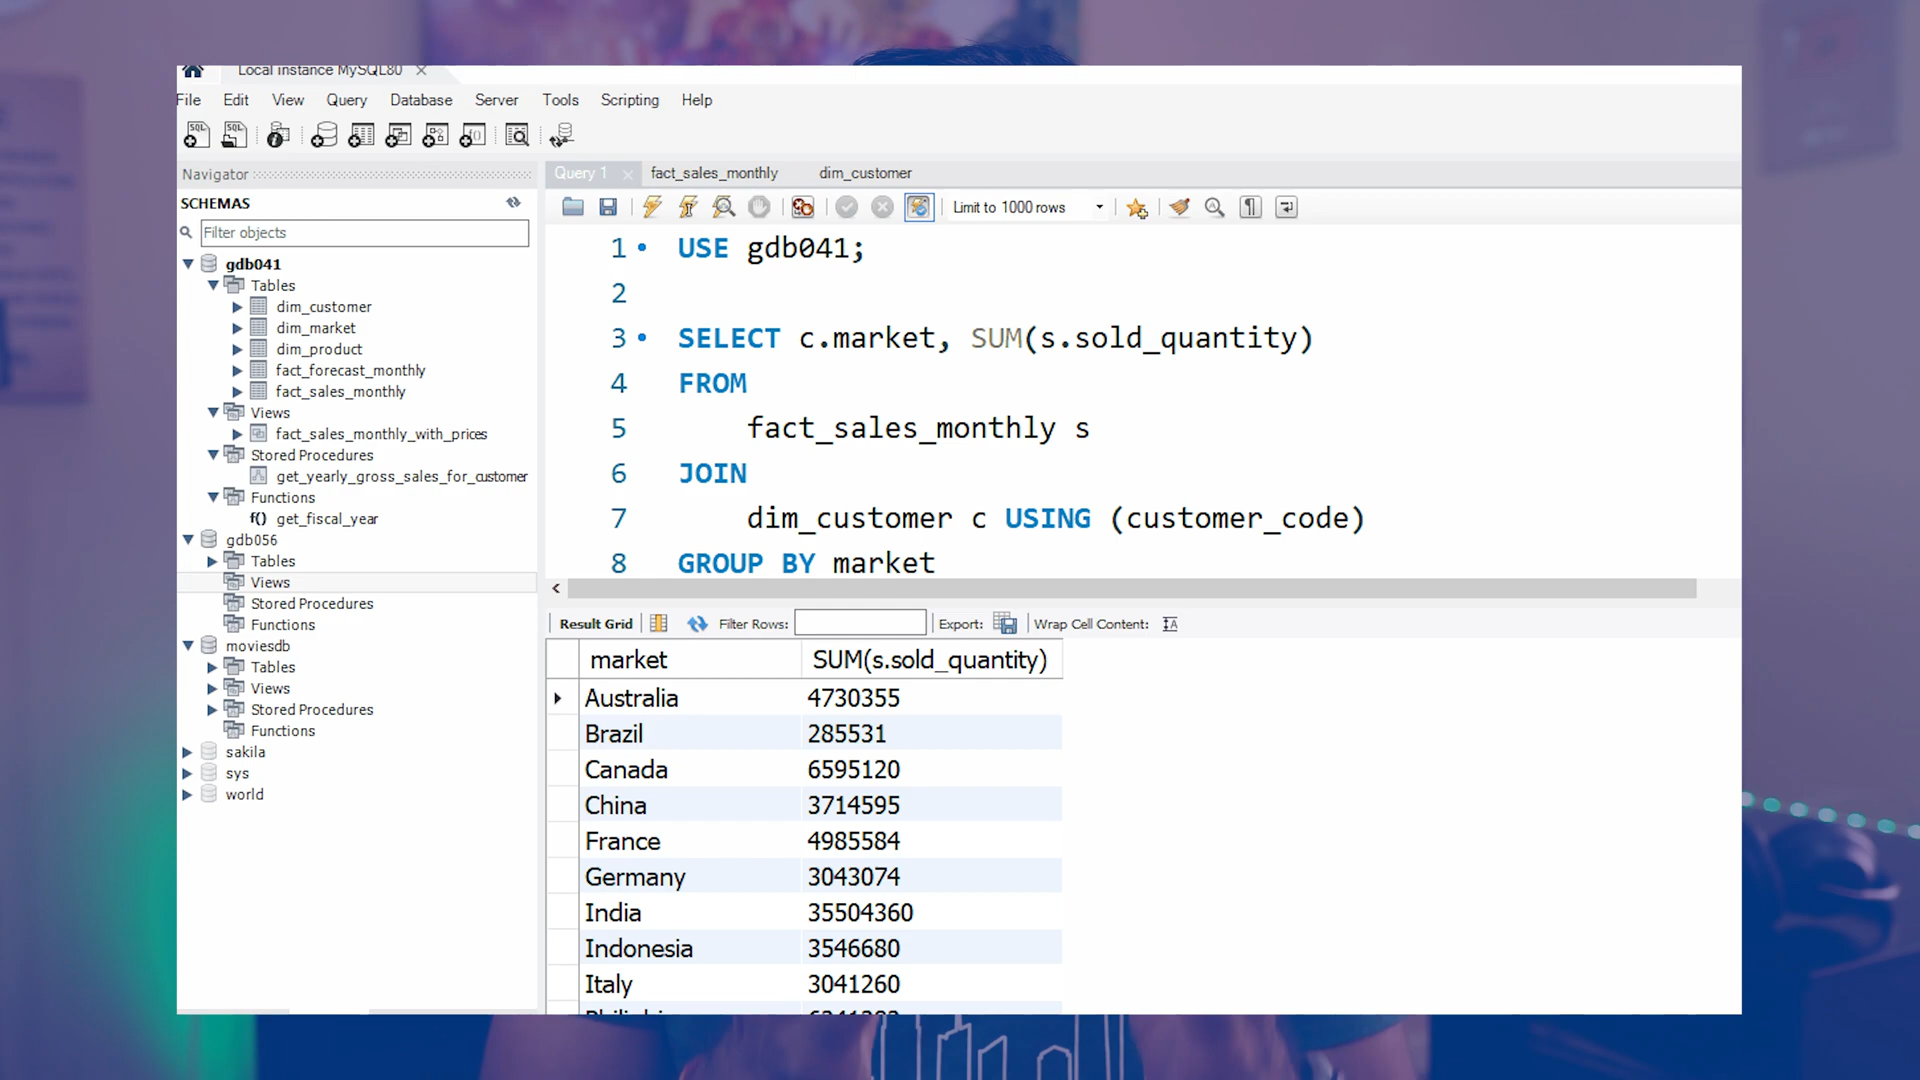 Local instance MySQL80
File Edit View Query Database Server Tools Scripting Help
Navigator
SCHEMAS
Filter objects
gdb041
Tables
dim_customer
dim_market
dim_product
fact_forecast_monthly
fact_sales_monthly
Views
fact_sales_monthly_with_prices
Stored Procedures
get_yearly_gross_sales_for_customer
Functions
f() get_fiscal_year
gdb056
Tables
Views
Stored Procedures
Functions
moviesdb
Tables
Views
Stored Procedures
Functions
sakila
sys
world
Query 1 fact_sales_monthly dim_customer
Limit to 1000 rows
1 USE gdb041;
2
3 SELECT c.market, SUM(s.sold_quantity)
4 FROM
5 fact_sales_monthly s
6 JOIN
7 dim_customer c USING (customer_code)
8 GROUP BY market
Result Grid Filter Rows: Export: Wrap Cell Content:
market SUM(s.sold_quantity)
Australia 4730355
Brazil 285531
Canada 6595120
China 3714595
France 4985584
Germany 3043074
India 35504360
Indonesia 3546680
Italy 3041260